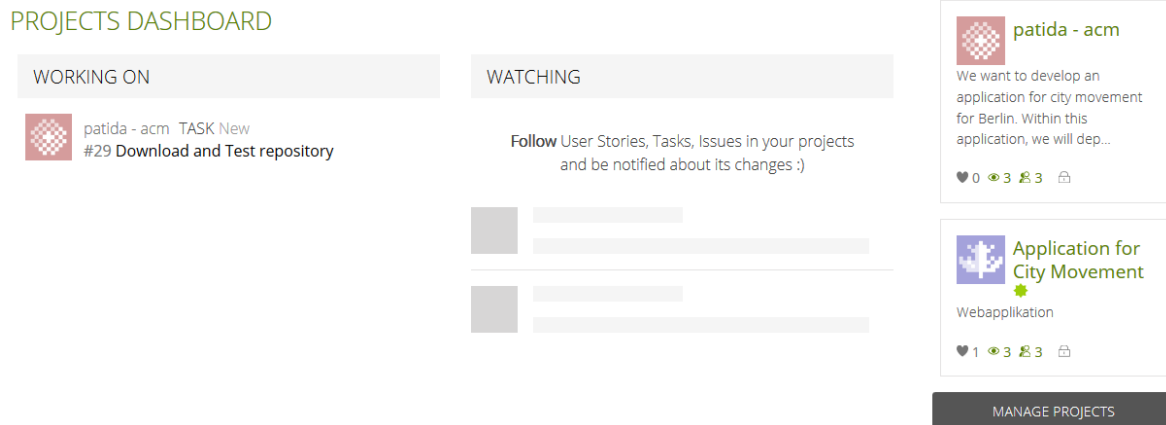 PROJECTS DASHBOARD
WORKING ON
patida - acm TASK New
#29 Download and Test repository
WATCHING
Follow User Stories, Tasks, Issues in your projects
and be notified about its changes :)
patida - acm
We want to develop an
application for city movement
for Berlin. Within this
application, we will dep...
0 3 3
Application for
City Movement
Webapplikation
1 3 3
MANAGE PROJECTS